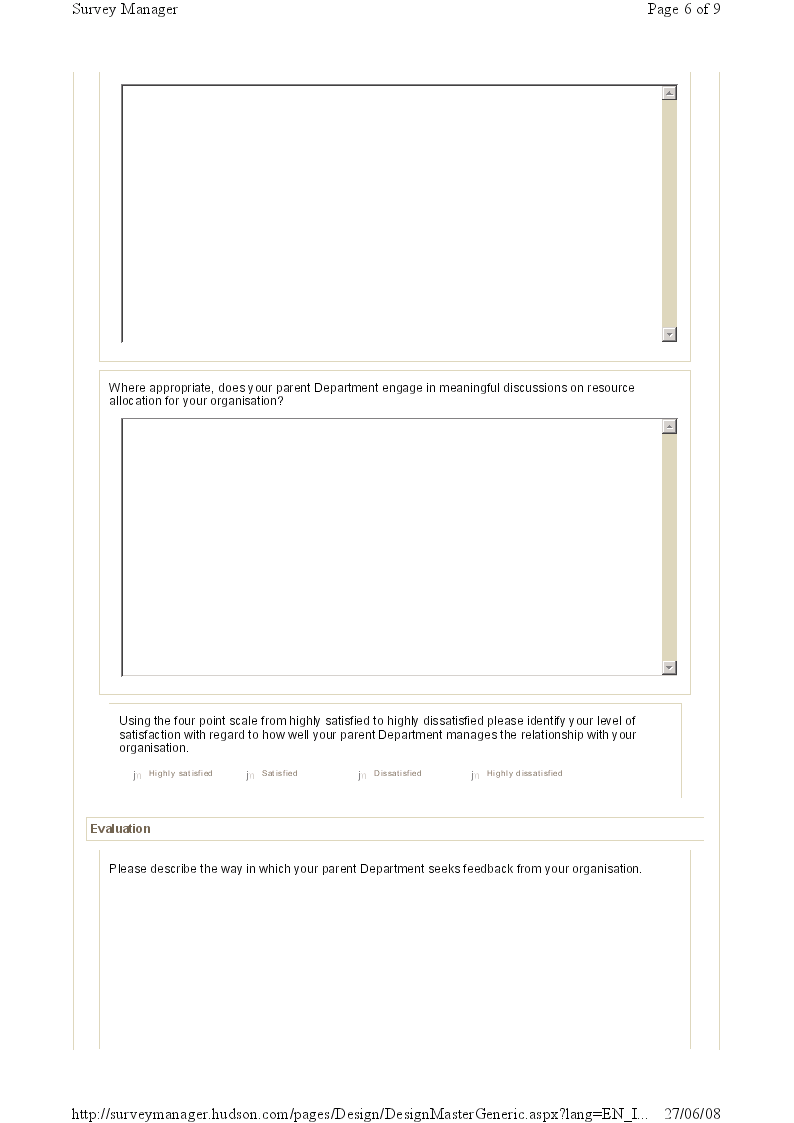 Survey Manager
Page 6 of 9
Where appropriate, does your parent Department engage in meaningful discussions on resource
allocation for your organisation?
Using the four point scale from highly satisfied to highly dissatisfied please identify your level of
satisfaction with regard to how well your parent Department manages the relationship with your
organisation.
jn Highly satisfied jn Satisfied jn Dissatisfied jn Highly dissatisfied
Evaluation
Please describe the way in which your parent Department seeks feedback from your organisation.
http://surveymanager.hudson.com/pages/Design/DesignMasterGeneric.aspx?lang=EN_I... 27/06/08